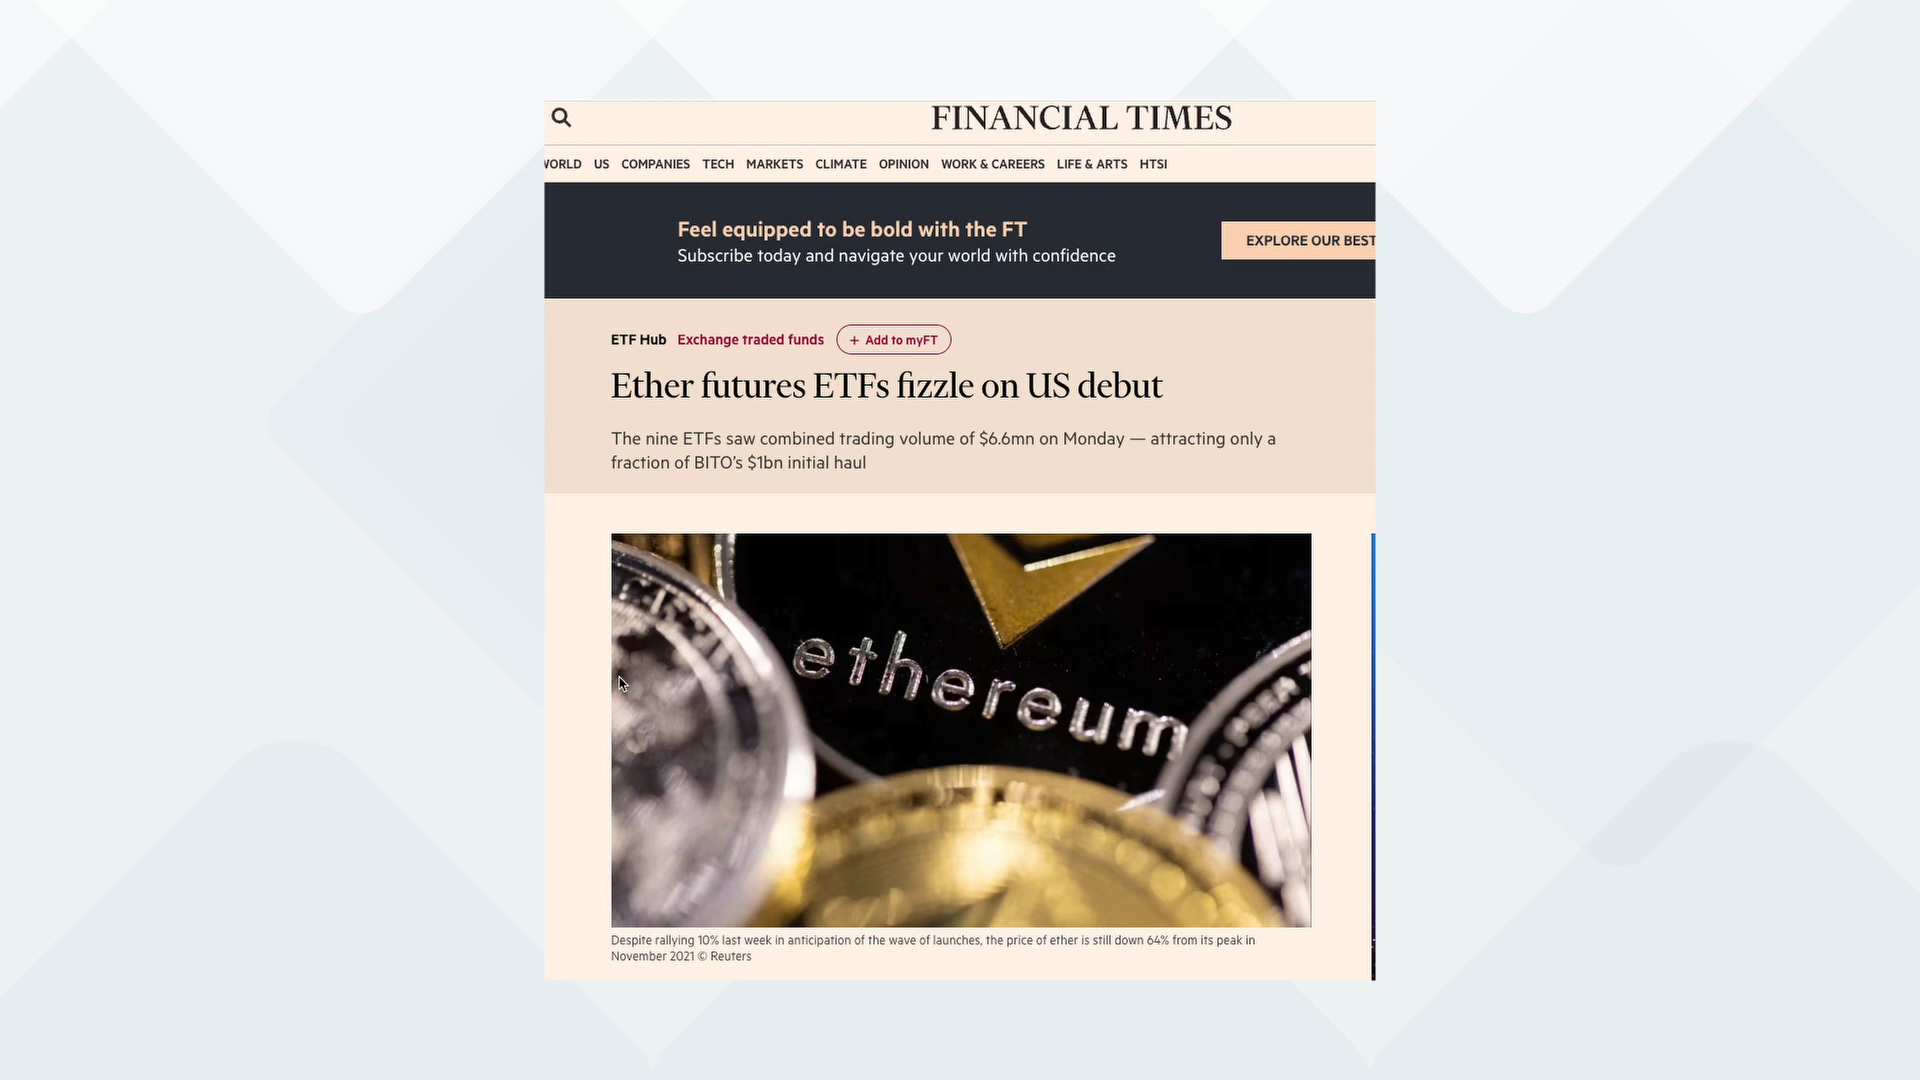 FINANCIAL TIMES
WORLD US COMPANIES TECH MARKETS CLIMATE OPINION WORK & CAREERS LIFE & ARTS HTSI
Feel equipped to be bold with the FT
Subscribe today and navigate your world with confidence
EXPLORE OUR BEST
ETF Hub Exchange traded funds + Add to myFT
Ether futures ETFs fizzle on US debut
The nine ETFs saw combined trading volume of $6.6mn on Monday — attracting only a
fraction of BITO’s $1bn initial haul
ethereum
Despite rallying 10% last week in anticipation of the wave of launches, the price of ether is still down 64% from its peak in
November 2021 © Reuters